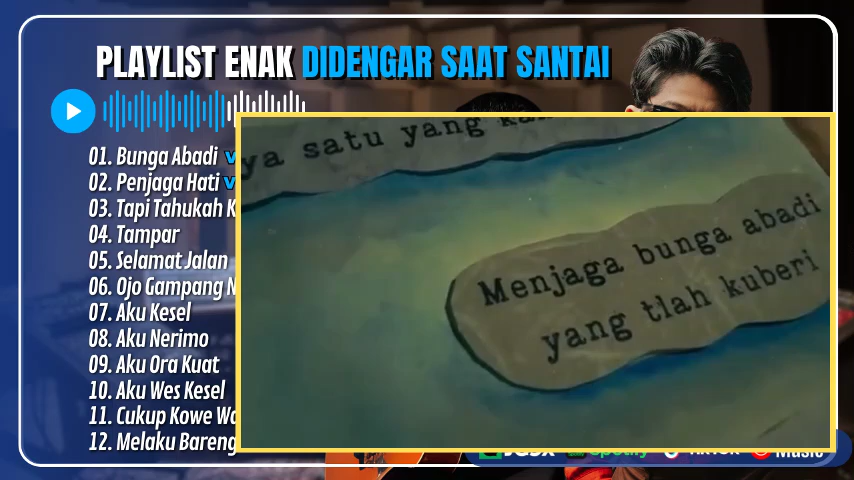 PLAYLIST ENAK DIDENGAR SAAT SANTAI
01. Bunga Abadi
02. Penjaga Hati
03. Tapi Tahukah K
04. Tampar
05. Selamat Jalan
06. Ojo Gampang
07. Aku Kesel
08. Aku Nerimo
09. Aku Ora Kuat
10. Aku Wes Kesel
11. Cukup Kowe
12. Melaku Bareng
ya satu yang
Menjaga bunga abadi
yang tlah kuberi
Spotify
Music